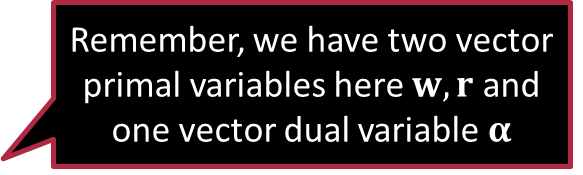 Remember, we have two vector
primal variables here w, r and
one vector dual variable α